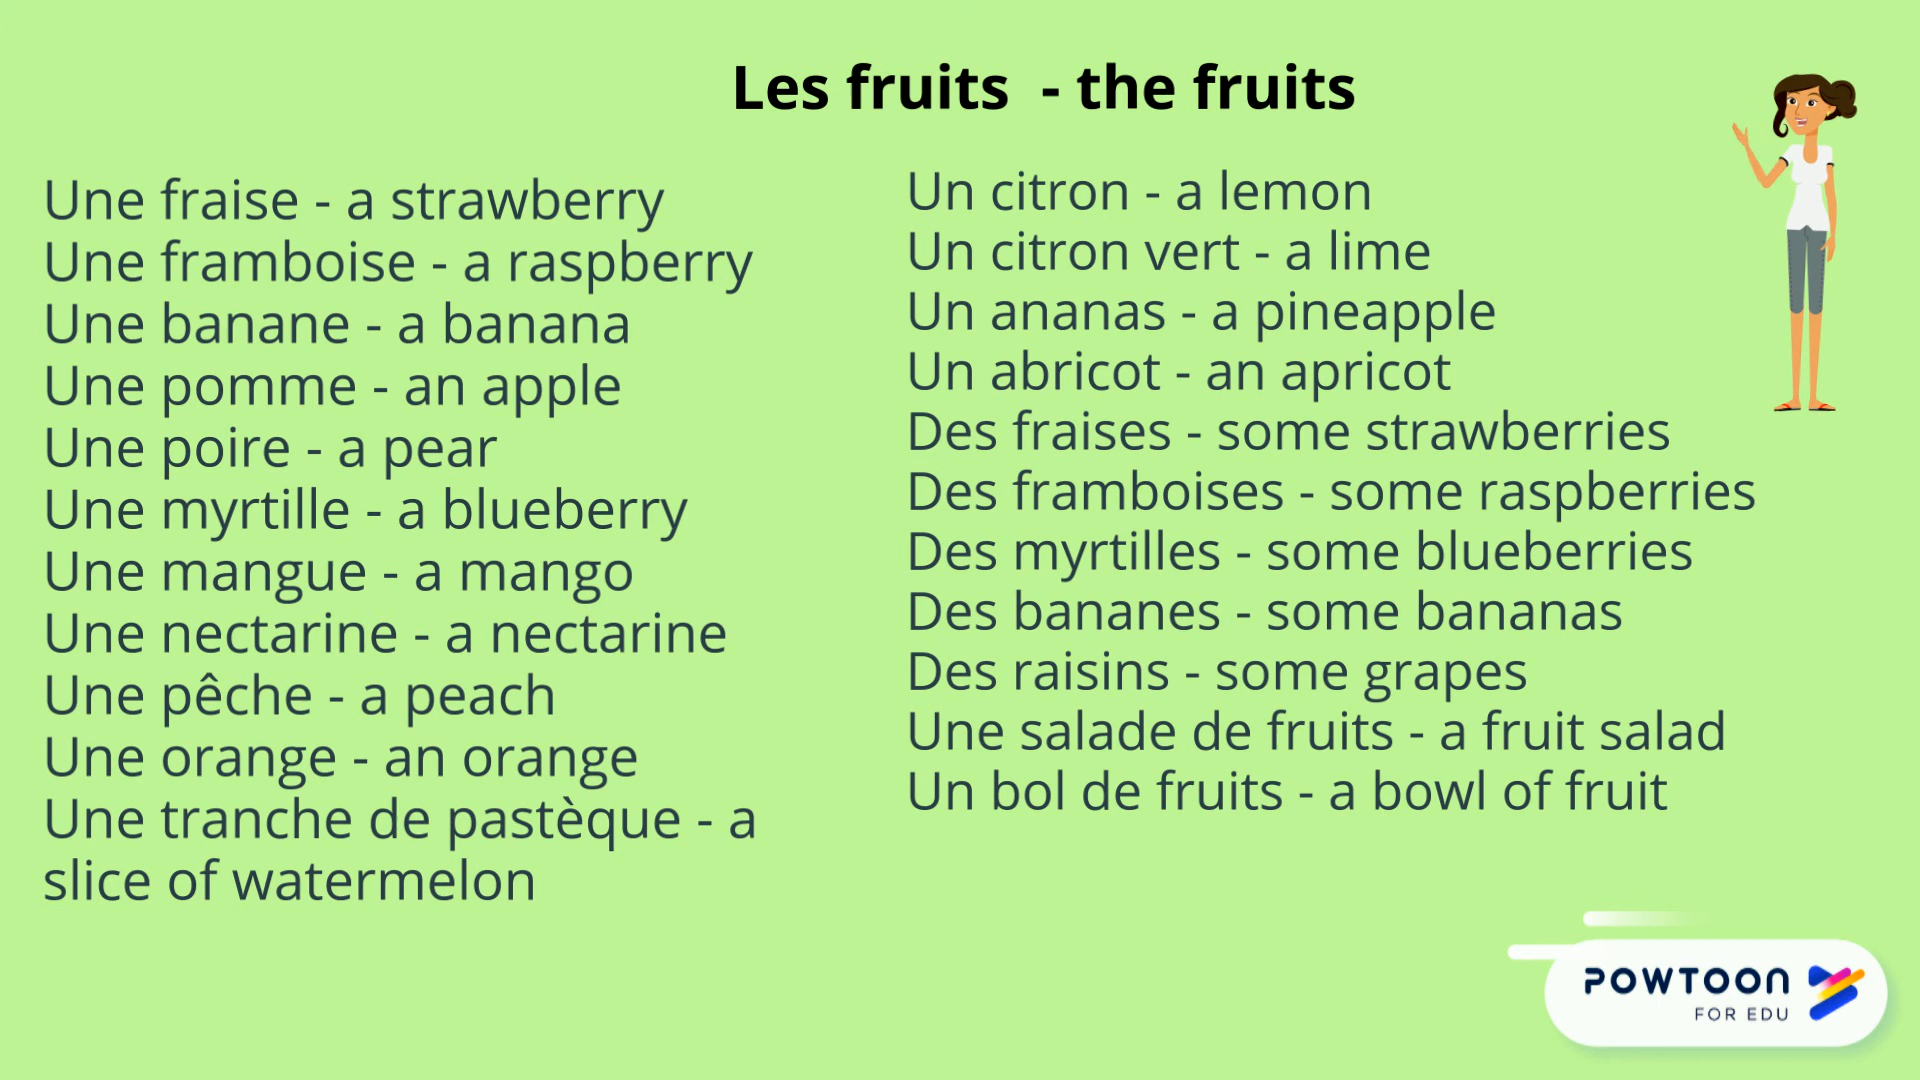 Les fruits  - the fruits
Une fraise - a strawberry
Une framboise - a raspberry
Une banane - a banana
Une pomme - an apple
Une poire - a pear
Une myrtille - a blueberry
Une mangue - a mango
Une nectarine - a nectarine
Une pêche - a peach
Une orange - an orange
Une tranche de pastèque - a
slice of watermelon
Un citron - a lemon
Un citron vert - a lime
Un ananas - a pineapple
Un abricot - an apricot
Des fraises - some strawberries
Des framboises - some raspberries
Des myrtilles - some blueberries
Des bananes - some bananas
Des raisins - some grapes
Une salade de fruits - a fruit salad
Un bol de fruits - a bowl of fruit
POWTOON
FOR EDU